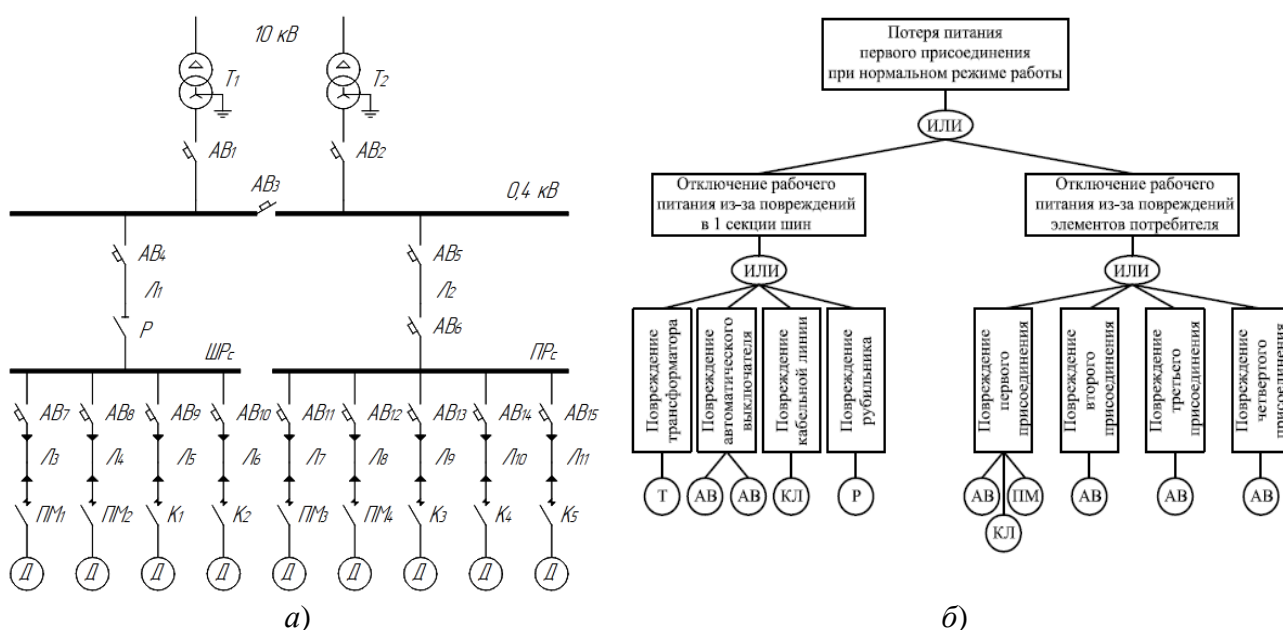 10 кВ
T1
T2
АВ1
АВ2
АВ3
0,4 кВ
АВ4
АВ5
Л1
Л2
Р
АВ6
ШРс
ПРс
АВ7
АВ8
АВ9
АВ10
АВ11
АВ12
АВ13
АВ14
АВ15
Л3
Л4
Л5
Л6
Л7
Л8
Л9
Л10
Л11
ПМ1
ПМ2
К1
К2
ПМ3
ПМ4
К3
К4
К5
Д
Д
Д
Д
Д
Д
Д
Д
Д
а)
Потеря питания
первого присоединения
при нормальном режиме работы
ИЛИ
Отключение рабочего
питания из-за повреждений
в 1 секции шин
Отключение рабочего
питания из-за повреждений
элементов потребителя
ИЛИ
ИЛИ
Повреждение
трансформатора
Повреждение
автоматического
выключателя
Повреждение
кабельной линии
Повреждение
рубильника
Повреждение
первого
присоединения
Повреждение
второго
присоединения
Повреждение
третьего
присоединения
Повреждение
четвертого
присоединения
Т
АВ
АВ
КЛ
Р
АВ
КЛ
ПМ
АВ
АВ
АВ
б)